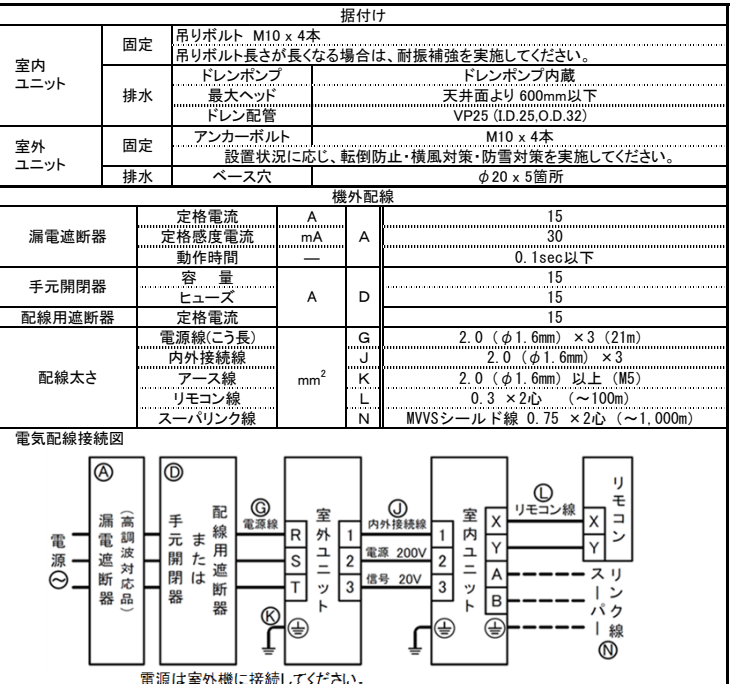 据付け
室内
ユニット
固定
吊りボルト M10 x 4本
吊りボルト長さが長くなる場合は、耐振補強を実施してください。
排水
ドレンポンプ ドレンポンプ内蔵
最大ヘッド 天井面より 600mm以下
ドレン配管 VP25 (I.D.25,O.D.32)
室外
ユニット
固定
アンカーボルト M10 x 4本
設置状況に応じ、転倒防止・横風対策・防雪対策を実施してください。
排水 ベース穴 φ20 x 5箇所
機外配線
漏電遮断器
定格電流 A 15
定格感度電流 mA A 30
動作時間 — 0.1sec以下
手元開閉器
容 量 15
ヒューズ A D 15
配線用遮断器 定格電流 15
配線太さ
電源線(こう長) G 2.0 (φ1.6mm) ×3 (21m)
内外接続線 J 2.0 (φ1.6mm) ×3
アース線 mm² K 2.0 (φ1.6mm) 以上 (M5)
リモコン線 L 0.3 ×2心 (～100m)
スーパリンク線 N MVVSシールド線 0.75 ×2心 (～1,000m)
電気配線接続図
電源
Ⓐ
漏電遮断器
(高調波対応品)
Ⓓ
手元開閉器
または
配線用遮断器
Ⓖ
電源線
Ⓚ
R
S
T
室外ユニット
1
2
3
Ⓙ
内外接続線
電源 200V
信号 20V
1
2
3
室内ユニット
X
Y
A
B
Ⓛ
リモコン線
X
Y
リモコン
スーパー
リンク線
Ⓝ
電源は室外機に接続してください。